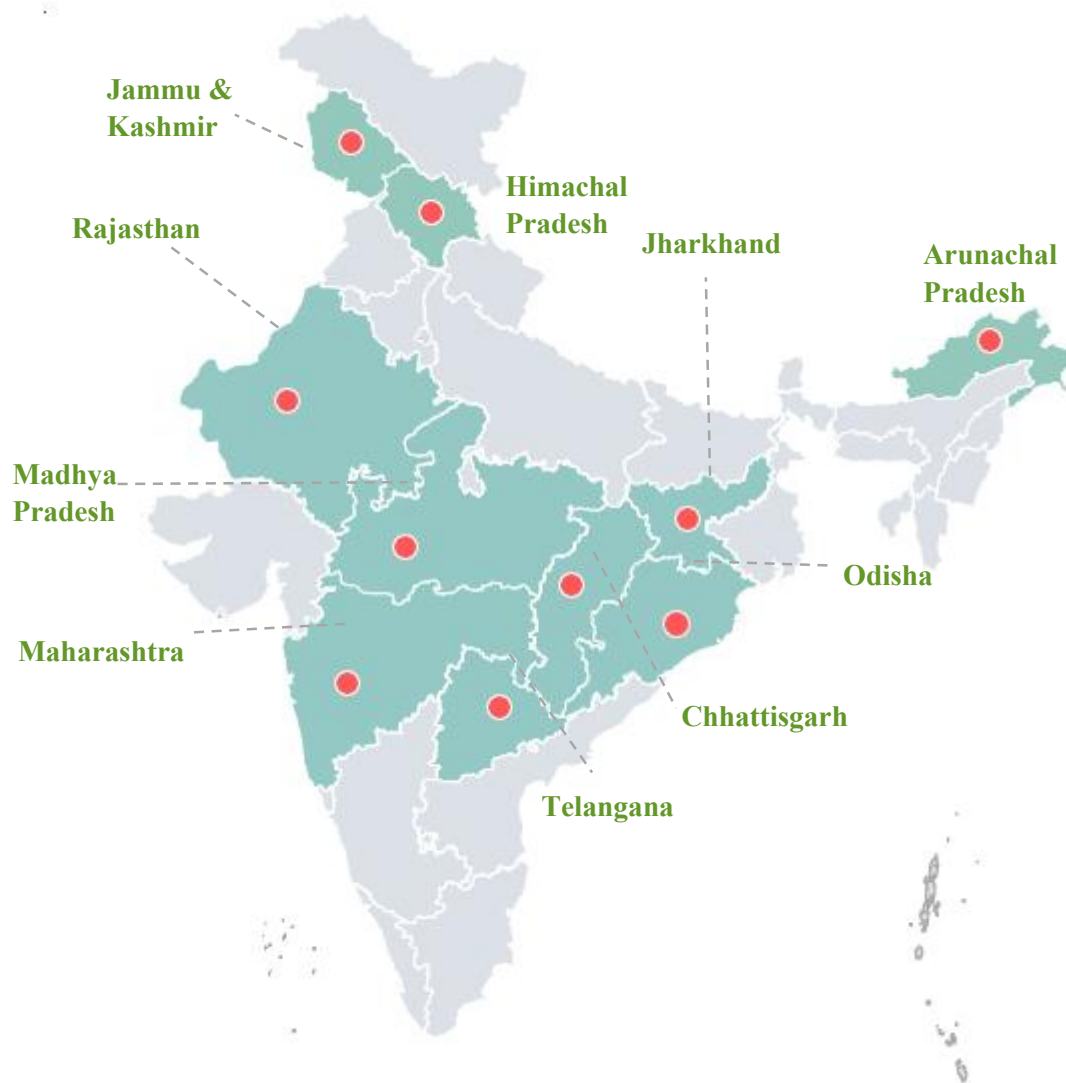 Jammu &
Kashmir
Himachal
Pradesh
Rajasthan
Jharkhand
Arunachal
Pradesh
Madhya
Pradesh
Odisha
Maharashtra
Chhattisgarh
Telangana